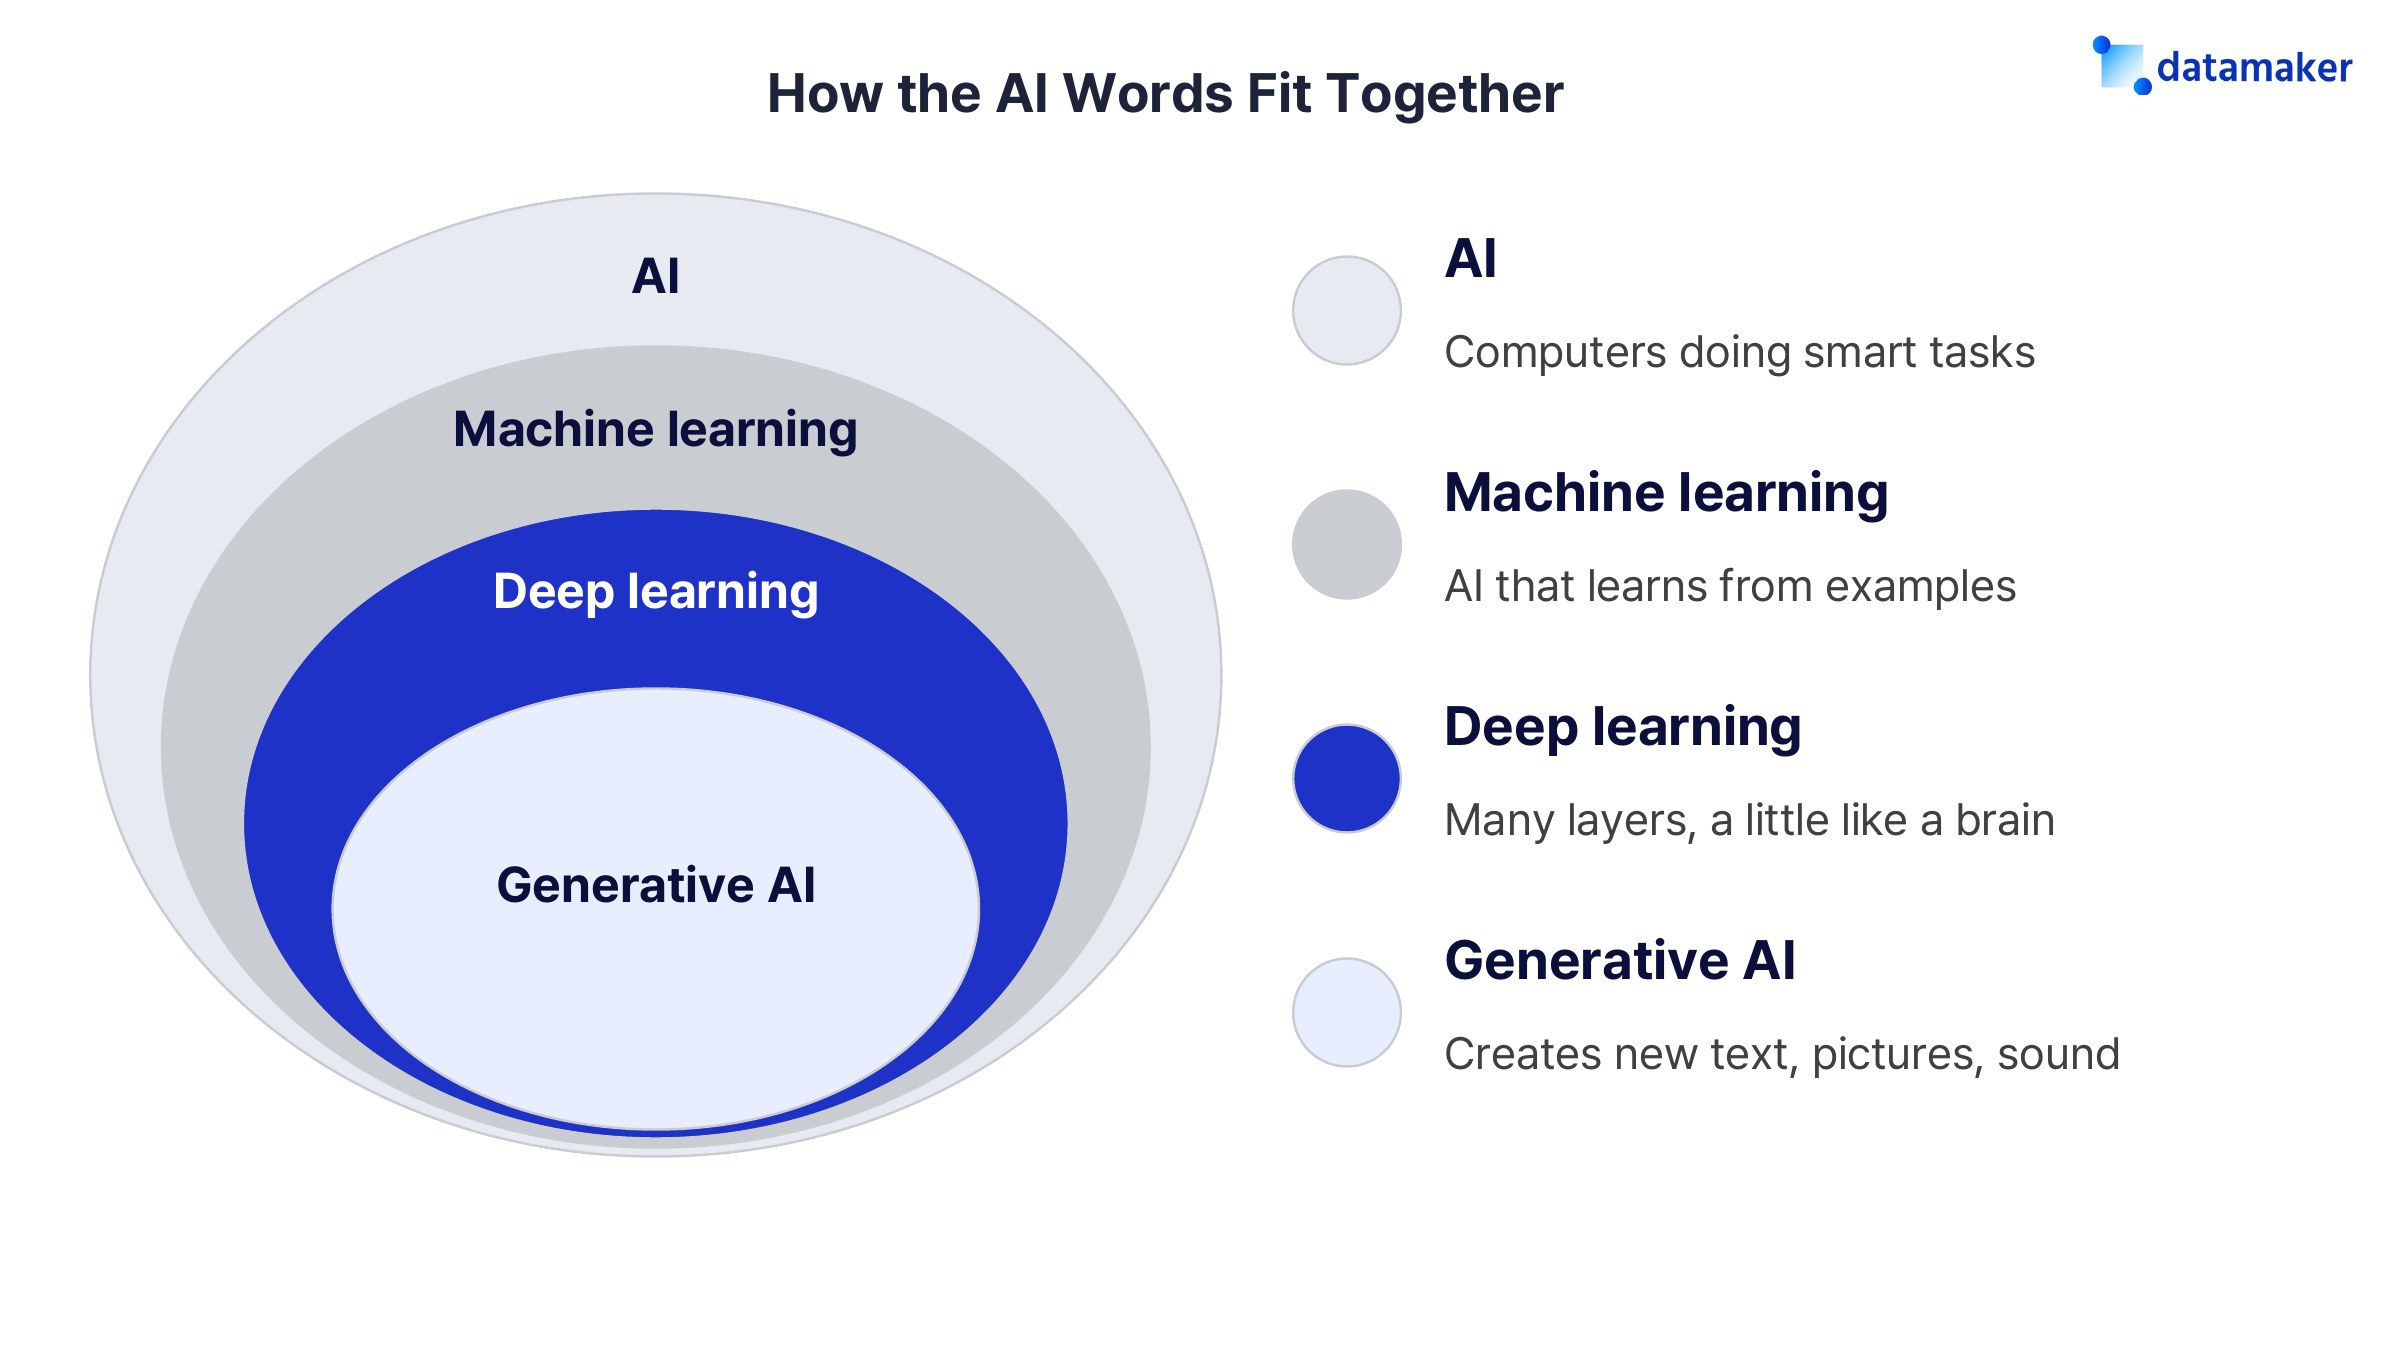 How the AI Words Fit Together
datamaker
AI
Machine learning
Deep learning
Generative AI
AI
Computers doing smart tasks
Machine learning
AI that learns from examples
Deep learning
Many layers, a little like a brain
Generative AI
Creates new text, pictures, sound